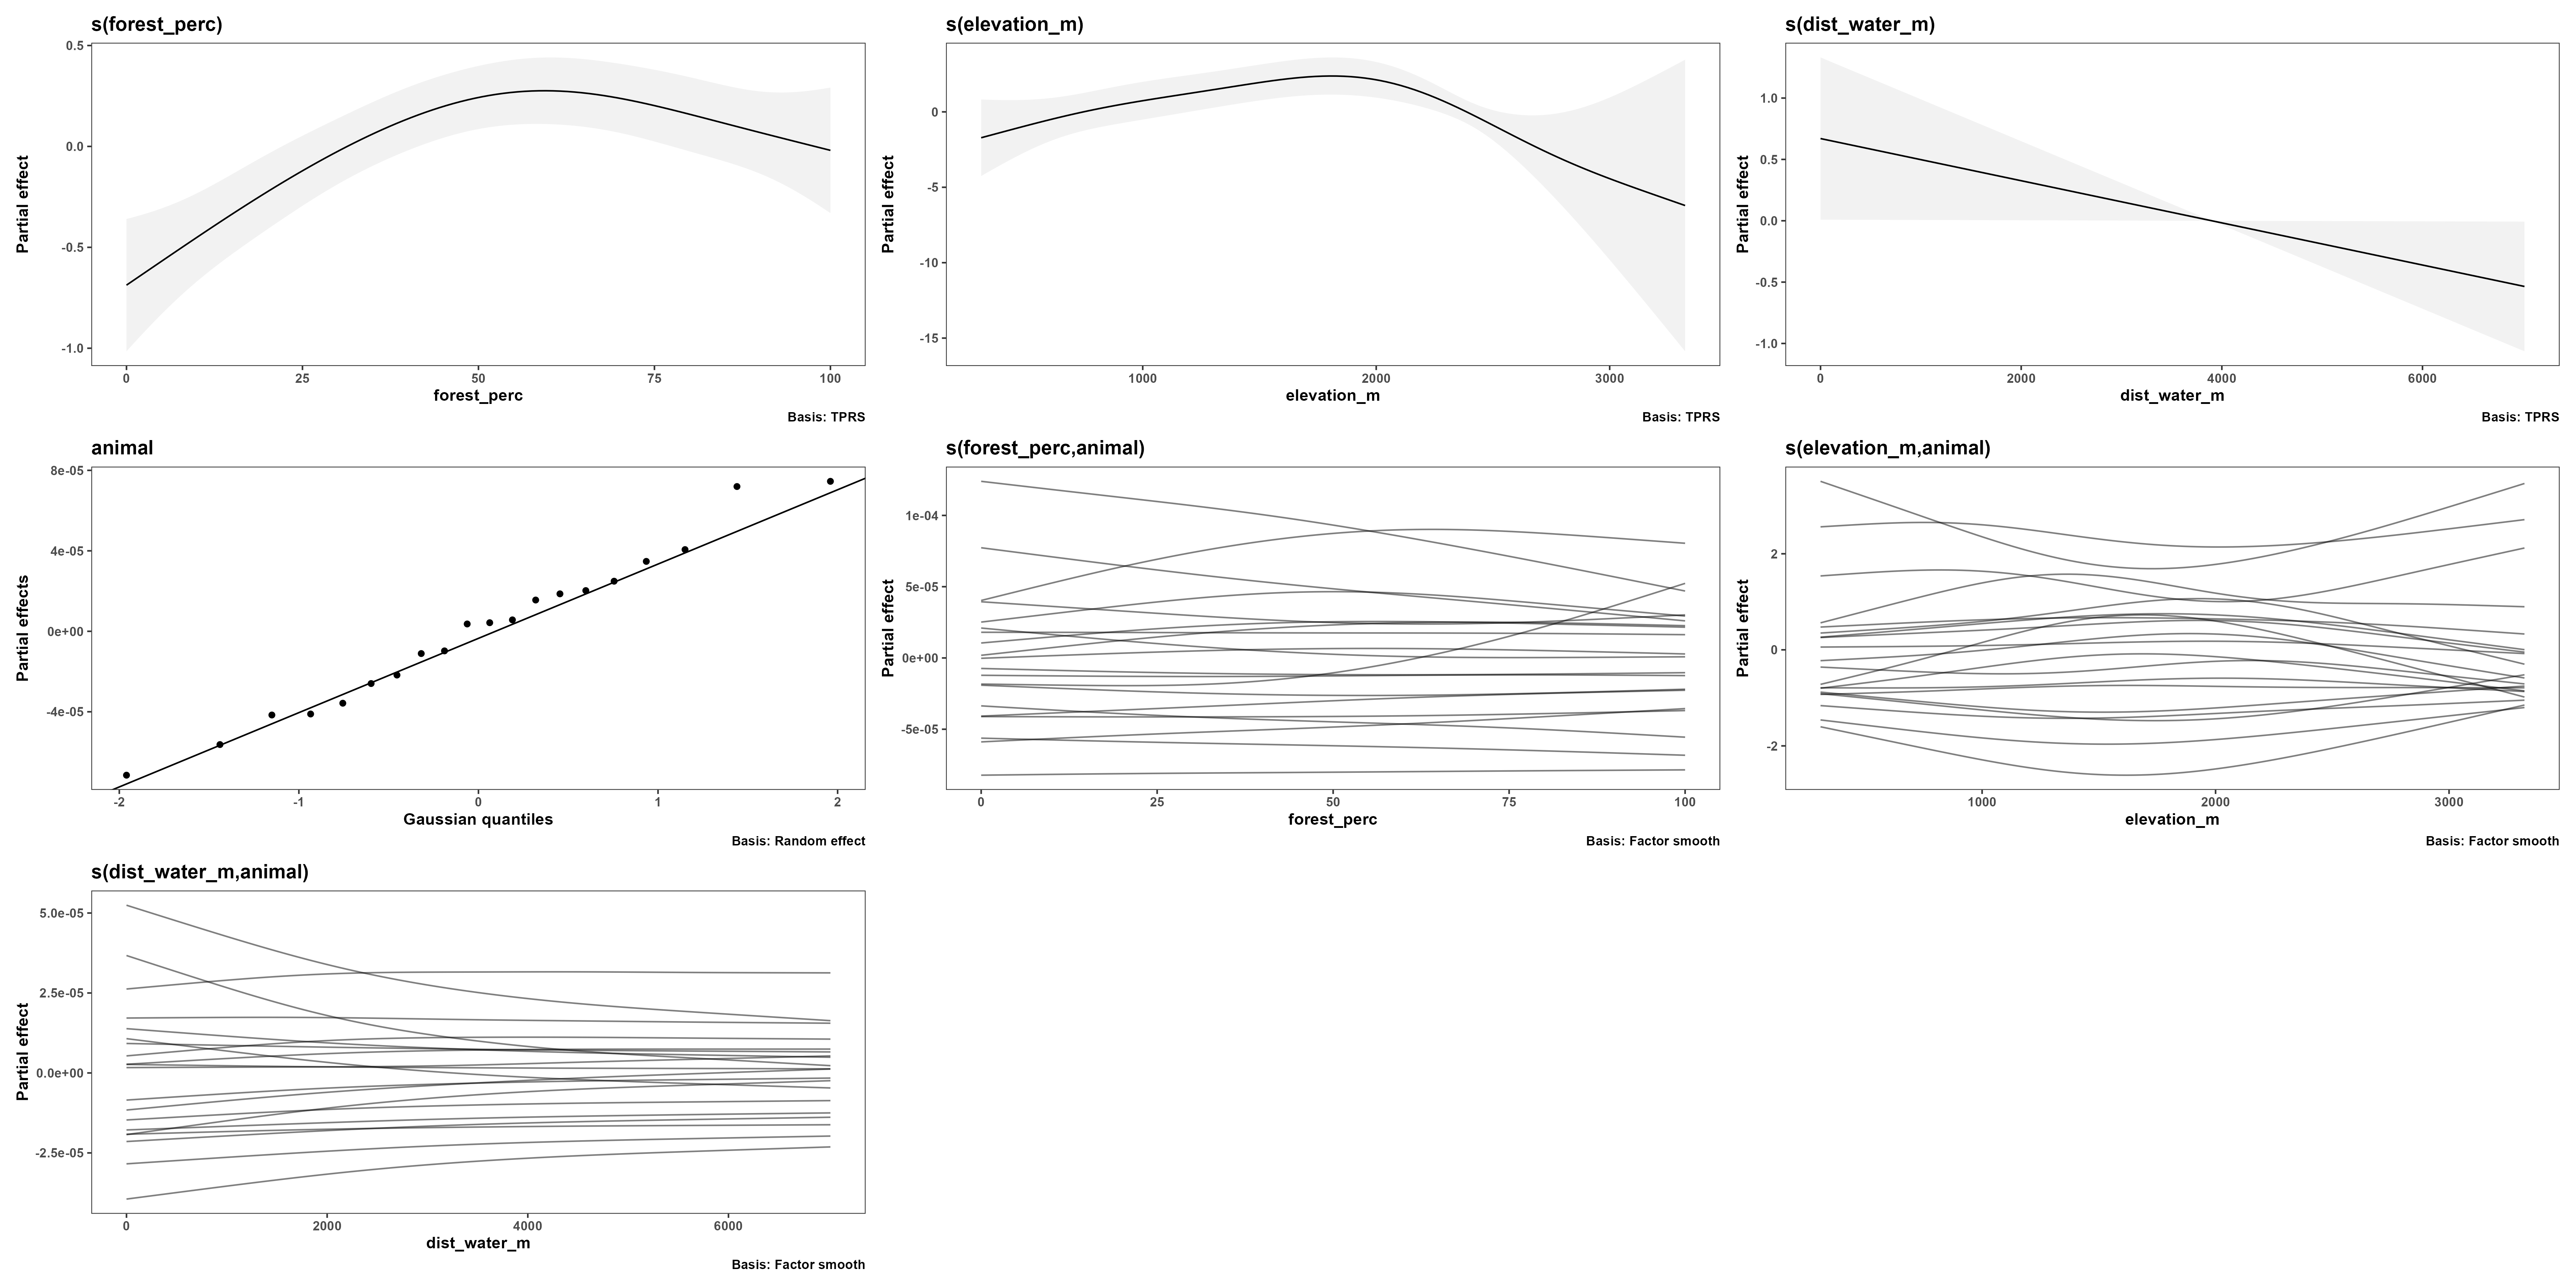 s(forest_perc)
0.5
0.0
-0.5
-1.0
Partial effect
0 25 50 75 100
forest_perc
Basis: TPRS
s(elevation_m)
0
-5
-10
-15
Partial effect
1000 2000 3000
elevation_m
Basis: TPRS
s(dist_water_m)
1.0
0.5
0.0
-0.5
-1.0
Partial effect
0 2000 4000 6000
dist_water_m
Basis: TPRS
animal
8e-05
4e-05
0e+00
-4e-05
Partial effects
-2 -1 0 1 2
Gaussian quantiles
Basis: Random effect
s(forest_perc,animal)
1e-04
5e-05
0e+00
-5e-05
Partial effect
0 25 50 75 100
forest_perc
Basis: Factor smooth
s(elevation_m,animal)
2
0
-2
Partial effect
1000 2000 3000
elevation_m
Basis: Factor smooth
s(dist_water_m,animal)
5.0e-05
2.5e-05
0.0e+00
-2.5e-05
Partial effect
0 2000 4000 6000
dist_water_m
Basis: Factor smooth